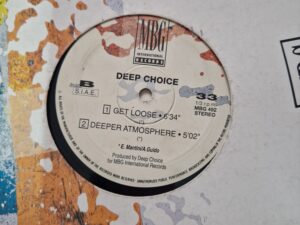 MBG
INTERNATIONAL
RECORDS
DEEP CHOICE
B
S.I.A.E.
33
MBG 492
STEREO
1 GET LOOSE • 6'34"
(*)
2 DEEPER ATMOSPHERE • 5'02"
(*)
* E. Mantini/A.Guido
Produced by Deep Choice
for MBG International Records